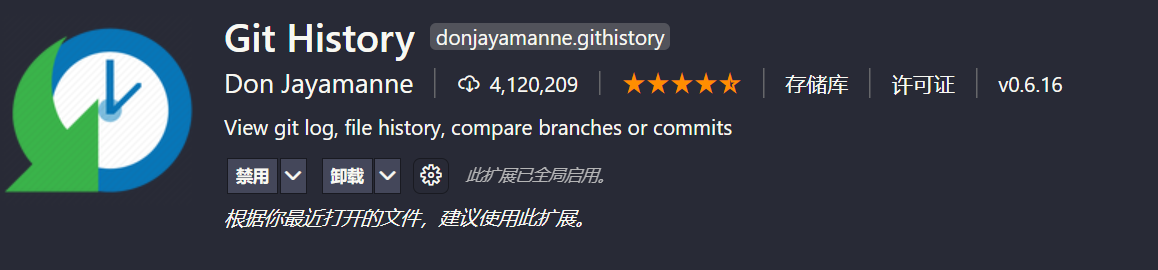 Git History donjayamanne.githistory
Don Jayamanne 4,120,209 存储库 许可证 v0.6.16
View git log, file history, compare branches or commits
禁用 卸载 此扩展已全局启用。
根据你最近打开的文件，建议使用此扩展。